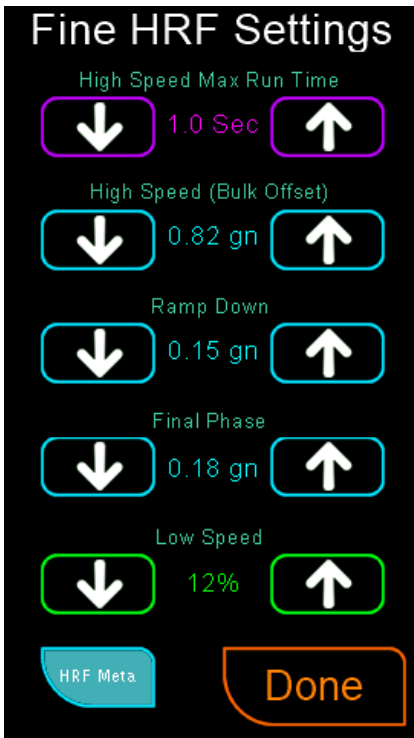 Fine HRF Settings
High Speed Max Run Time
1.0 Sec
High Speed (Bulk Offset)
0.82 gn
Ramp Down
0.15 gn
Final Phase
0.18 gn
Low Speed
12%
HRF Meta
Done